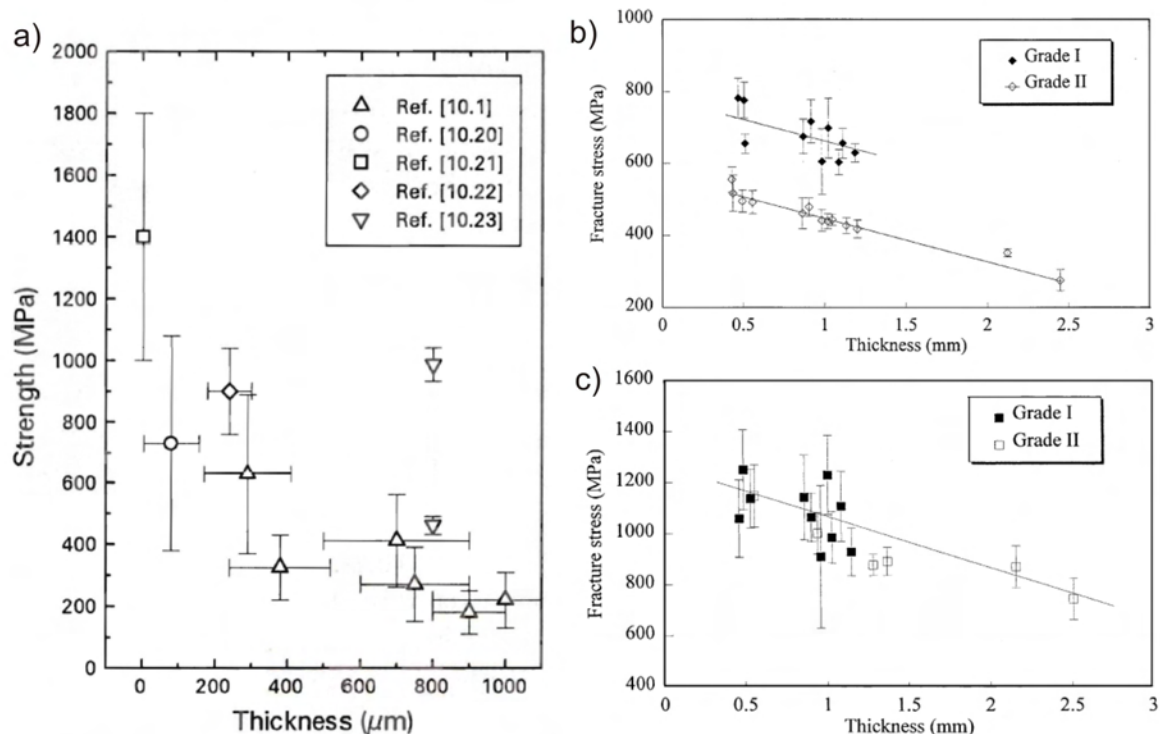 a)
2000
1800
1600
1400
1200
1000
800
600
400
200
0
Strength (MPa)
Ref. [10.1]
Ref. [10.20]
Ref. [10.21]
Ref. [10.22]
Ref. [10.23]
0 200 400 600 800 1000
Thickness (μm)
b)
1000
800
600
400
200
Fracture stress (MPa)
Grade I
Grade II
0 0.5 1 1.5 2 2.5 3
Thickness (mm)
c)
1600
1400
1200
1000
800
600
400
Fracture stress (MPa)
Grade I
Grade II
0 0.5 1 1.5 2 2.5 3
Thickness (mm)